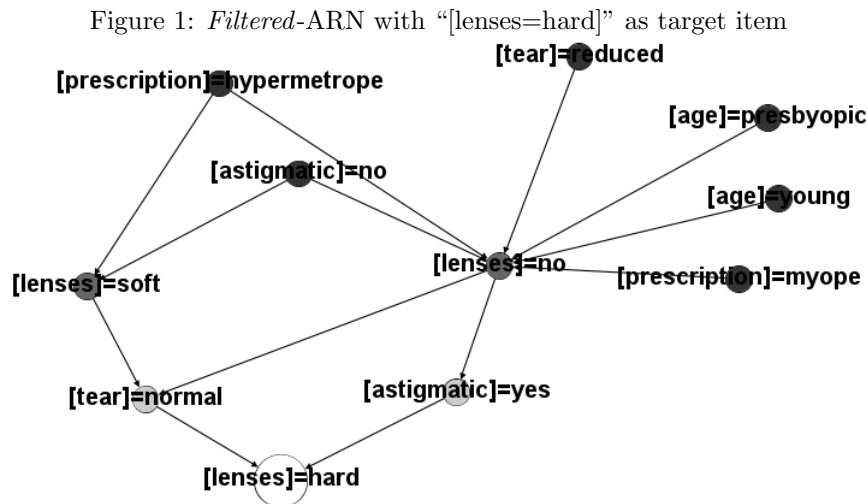 Figure 1: Filtered-ARN with “[lenses=hard]” as target item
[tear]=reduced
[prescription]=hypermetrope
[age]=presbyopic
[astigmatic]=no
[age]=young
[lenses]=no
[prescription]=myope
[lenses]=soft
[astigmatic]=yes
[tear]=normal
[lenses]=hard